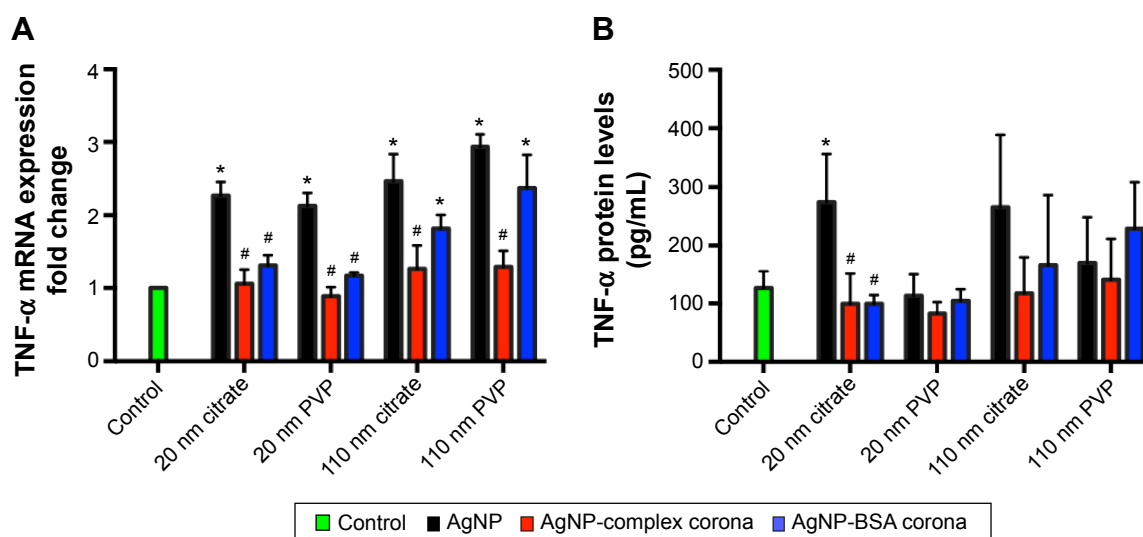 A
TNF-α mRNA expression
fold change
4
3
2
1
0
* # # * # # * # * * # *
Control
20 nm citrate
20 nm PVP
110 nm citrate
110 nm PVP
B
TNF-α protein levels
(pg/mL)
500
400
300
200
100
0
* # #
Control
20 nm citrate
20 nm PVP
110 nm citrate
110 nm PVP
Control AgNP AgNP-complex corona AgNP-BSA corona